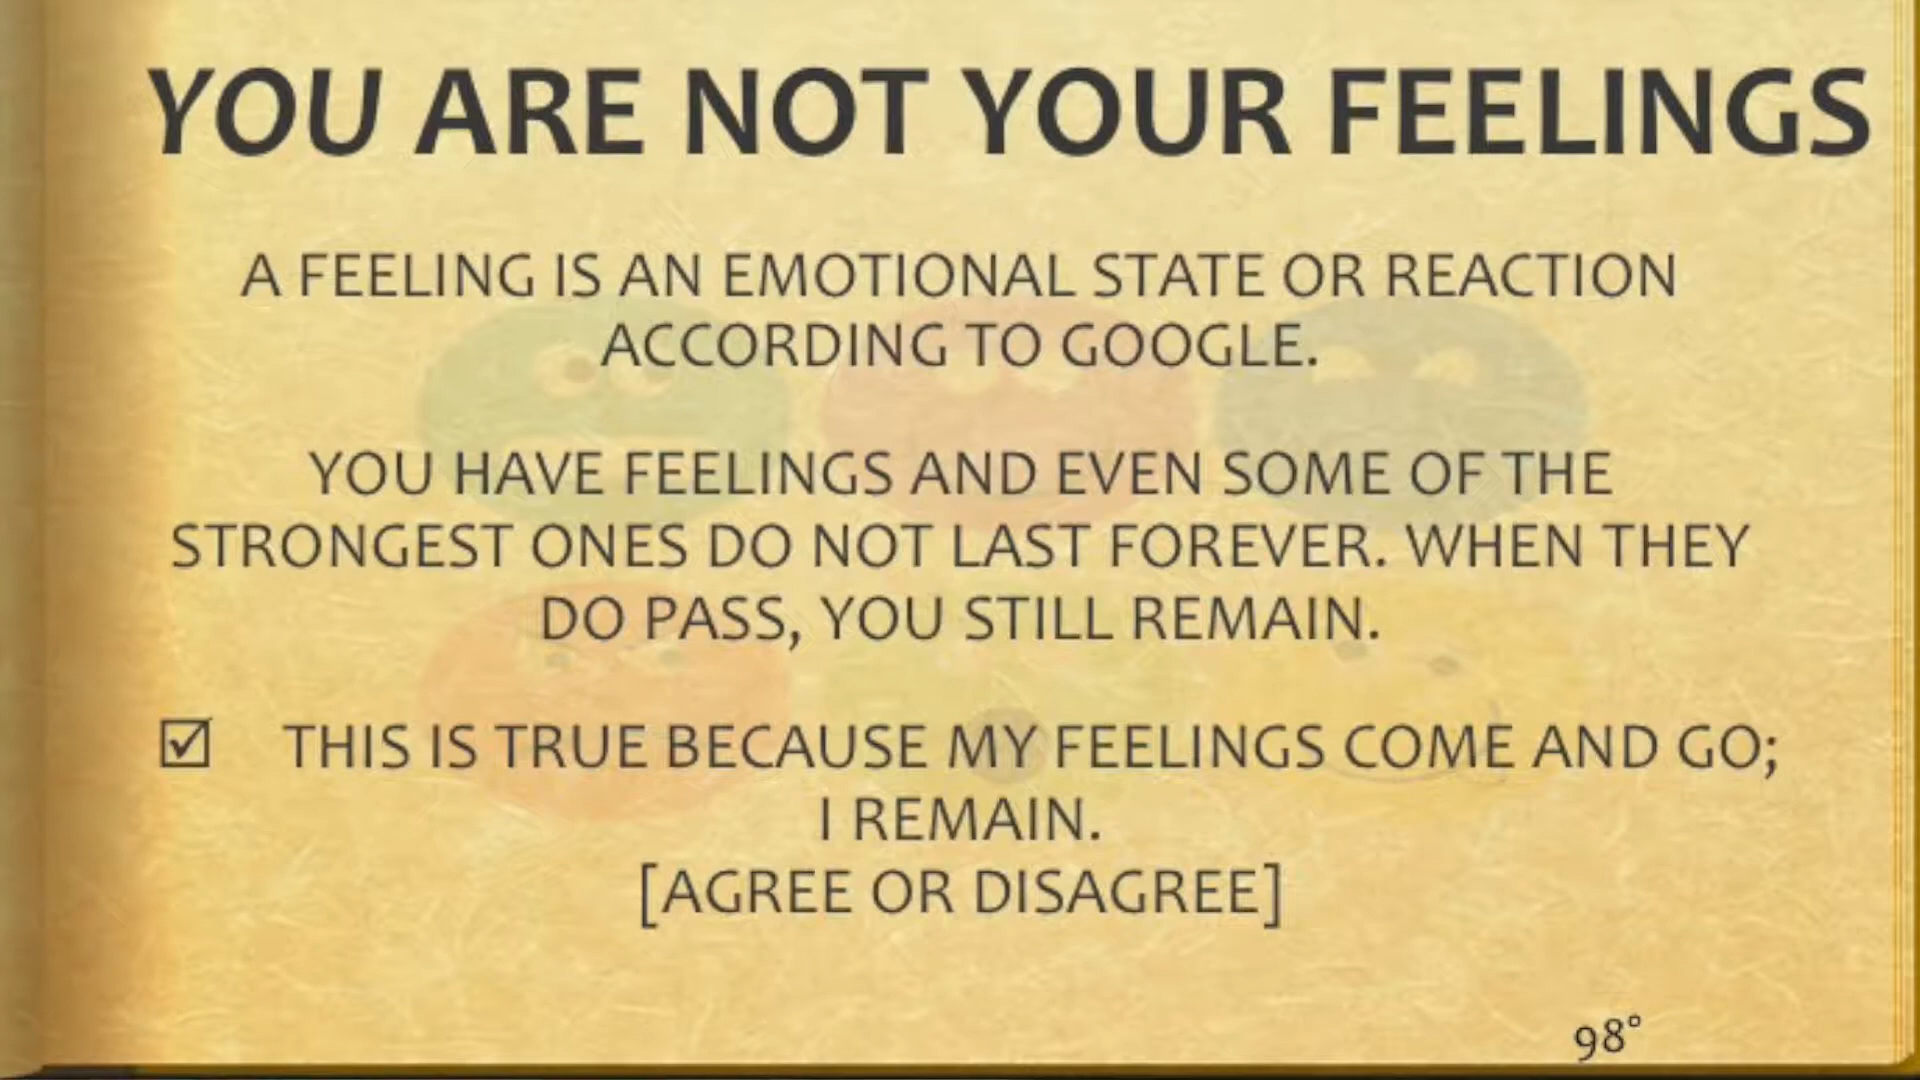 YOU ARE NOT YOUR FEELINGS
A FEELING IS AN EMOTIONAL STATE OR REACTION
ACCORDING TO GOOGLE.
YOU HAVE FEELINGS AND EVEN SOME OF THE
STRONGEST ONES DO NOT LAST FOREVER. WHEN THEY
DO PASS, YOU STILL REMAIN.
☑ THIS IS TRUE BECAUSE MY FEELINGS COME AND GO;
I REMAIN.
[AGREE OR DISAGREE]
98°